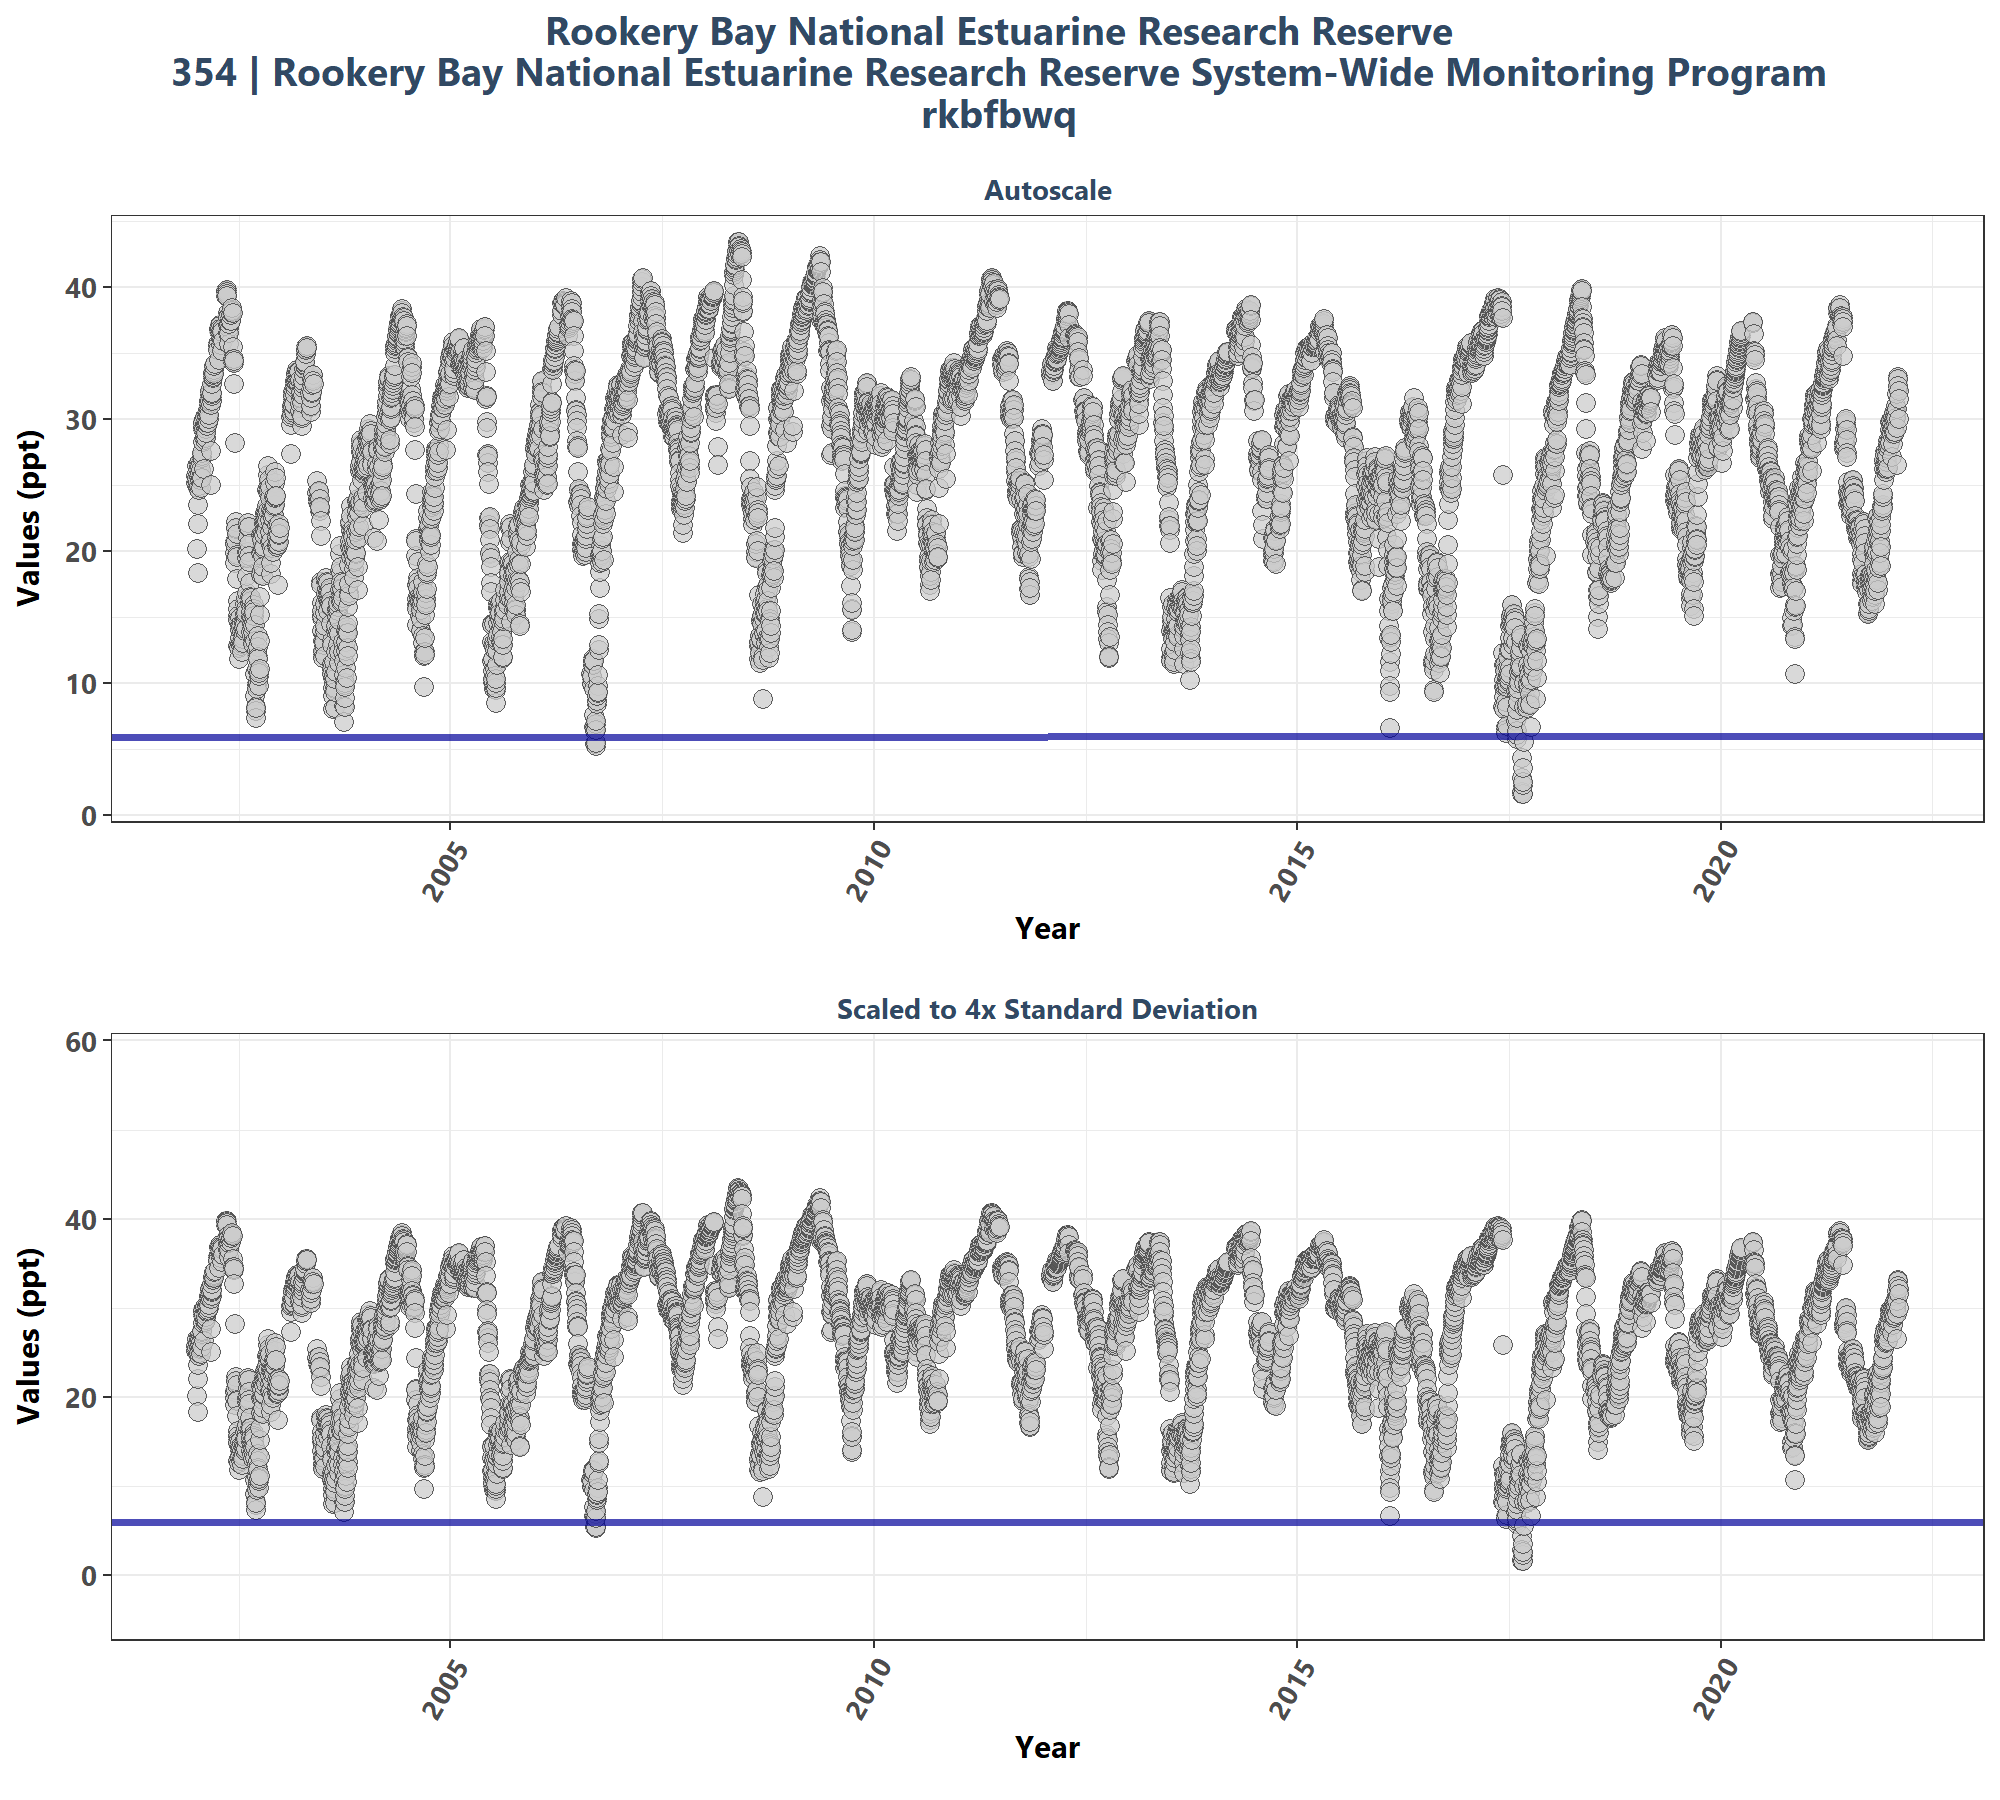 Rookery Bay National Estuarine Research Reserve
354 | Rookery Bay National Estuarine Research Reserve System-Wide Monitoring Program
rkbfbwq
Autoscale
Values (ppt)
40
30
20
10
0
2005
2010
2015
2020
Year
Scaled to 4x Standard Deviation
Values (ppt)
60
40
20
0
2005
2010
2015
2020
Year